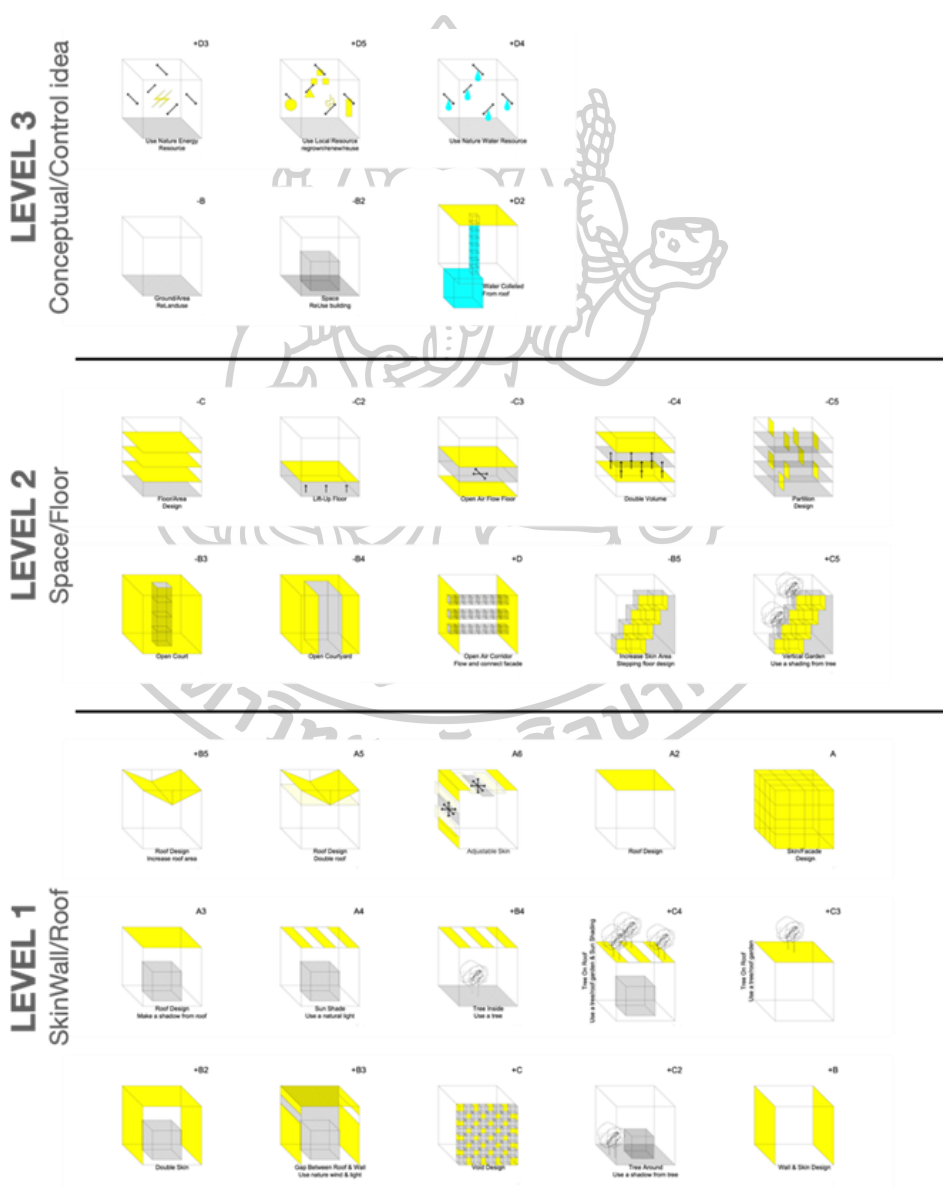 LEVEL 3
Conceptual/Control idea
+D3
Use Nature Energy
Resource
+D5
Use Local Resource
regrown/renew/reuse
+D4
Use Nature Water Resource
-B
Ground/Area
ReLanduse
-B2
Space
ReUse building
+D2
Water Colleted
From roof
LEVEL 2
Space/Floor
-C
Floor/Area
Design
-C2
Lift-Up Floor
-C3
Open Air Flow Floor
-C4
Double Volume
-C5
Partition
Design
-B3
Open Court
-B4
Open Courtyard
+D
Open Air Corridor
Flow and connect facade
-B5
Increase Skin Area
Stepping floor design
+C5
Vertical Garden
Use a shading from tree
LEVEL 1
SkinWall/Roof
+B5
Roof Design
Increase roof area
A5
Roof Design
Double roof
A6
Adjustable Skin
A2
Roof Design
A
Skin/Facade
Design
A3
Roof Design
Make a shadow from roof
A4
Sun Shade
Use a natural light
+B4
Tree Inside
Use a tree
+C4
Tree On Roof
Use a tree/roof garden & Sun Shading
+C3
Tree On Roof
Use a tree/roof garden
+B2
Double Skin
+B3
Gap Between Roof & Wall
Use nature wind & light
+C
Void Design
+C2
Tree Around
Use a shadow from tree
+B
Wall & Skin Design